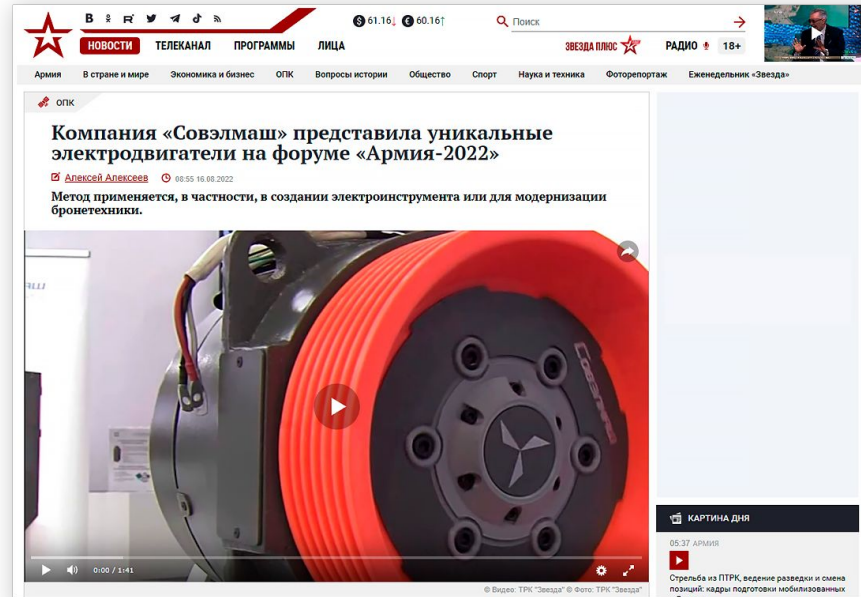 61.16↓ 60.16↑
Поиск
НОВОСТИ ТЕЛЕКАНАЛ ПРОГРАММЫ ЛИЦА
ЗВЕЗДА ПЛЮС РАДИО 18+
Армия В стране и мире Экономика и бизнес ОПК Вопросы истории Общество Спорт Наука и техника Фоторепортаж Еженедельник «Звезда»
ОПК
Компания «Совэлмаш» представила уникальные
электродвигатели на форуме «Армия-2022»
Алексей Алексеев 08:55 16.08.2022
Метод применяется, в частности, в создании электроинструмента или для модернизации
бронетехники.
0:00 / 1:41
© Видео: ТРК "Звезда" © Фото: ТРК "Звезда"
КАРТИНА ДНЯ
05:37 АРМИЯ
Стрельба из ПТРК, ведение разведки и смена
позиций: кадры подготовки мобилизованных